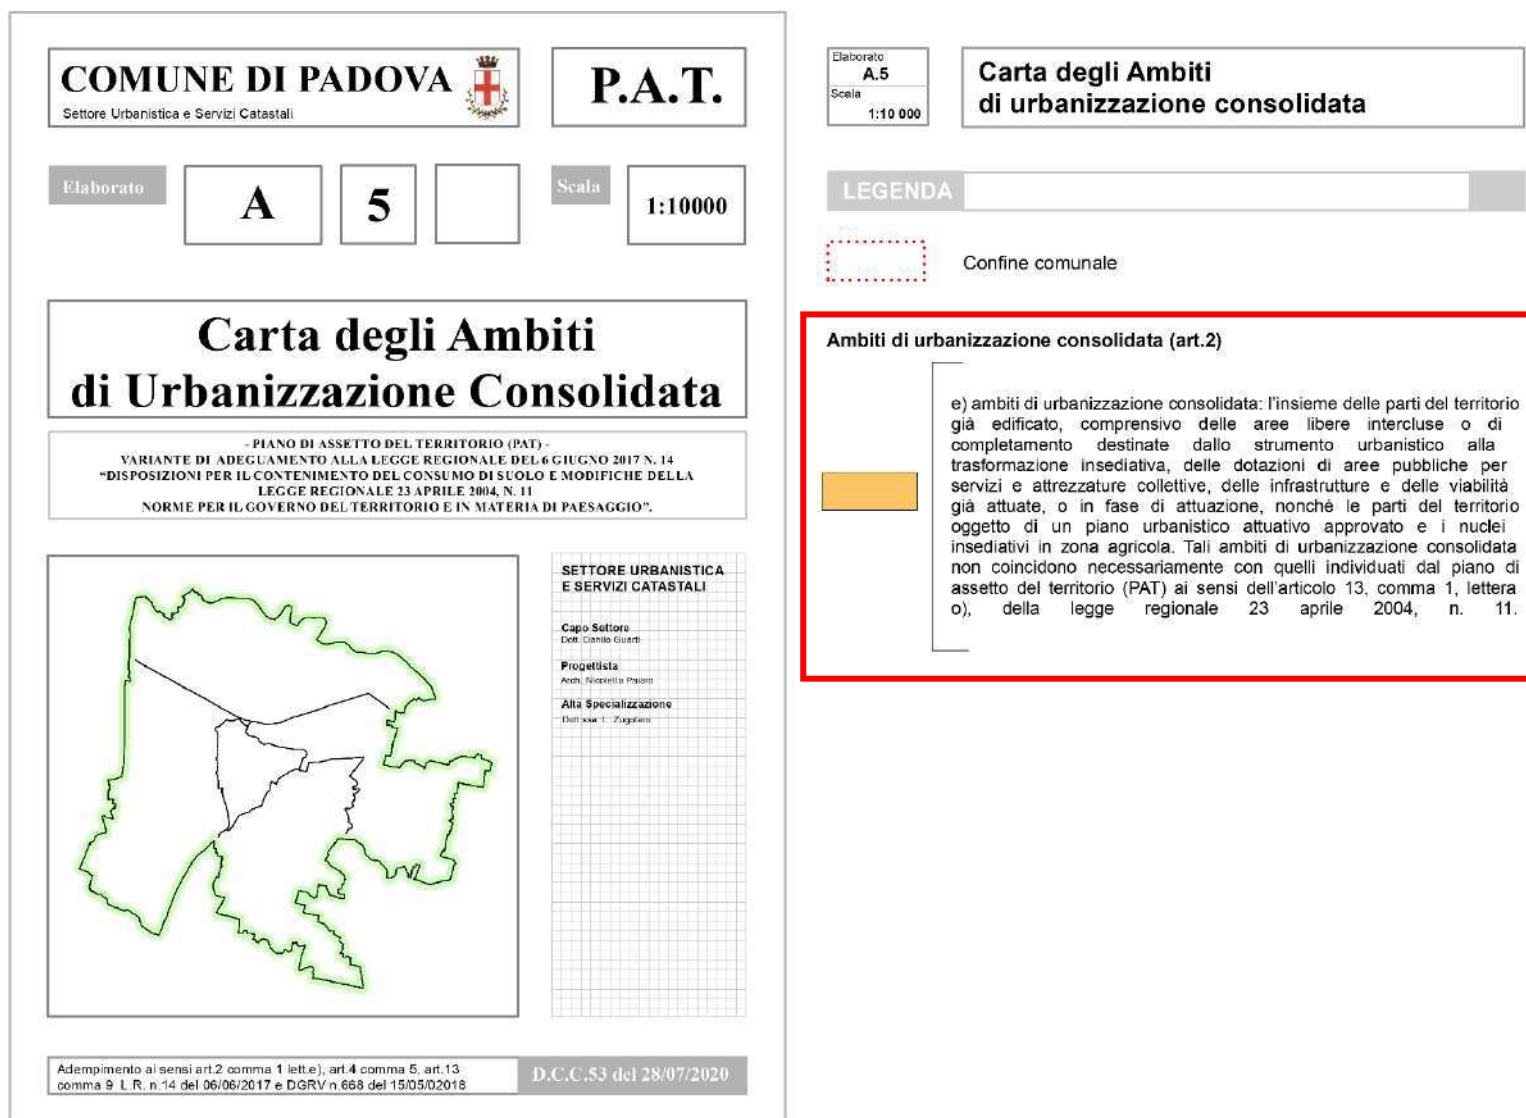 COMUNE DI PADOVA
Settore Urbanistica e Servizi Catastali
P.A.T.
Elaborato
A
5
Scala
1:10000
Carta degli Ambiti
di Urbanizzazione Consolidata
- PIANO DI ASSETTO DEL TERRITORIO (PAT) -
VARIANTE DI ADEGUAMENTO ALLA LEGGE REGIONALE DEL 6 GIUGNO 2017 N. 14
“DISPOSIZIONI PER IL CONTENIMENTO DEL CONSUMO DI SUOLO E MODIFICHE DELLA
LEGGE REGIONALE 23 APRILE 2004, N. 11
NORME PER IL GOVERNO DEL TERRITORIO E IN MATERIA DI PAESAGGIO”.
SETTORE URBANISTICA
E SERVIZI CATASTALI
Capo Settore
Dott. Danilo Guarti
Progettista
Arch. Nicoletta
Alta Specializzazione
Dott.ssa L.
Adempimento ai sensi art.2 comma 1 lett.e), art.4 comma 5, art.13
comma 9 L.R. n.14 del 06/06/2017 e DGRV n.668 del 15/05/02018
D.C.C.53 del 28/07/2020
Elaborato
A.5
Scala
1:10 000
Carta degli Ambiti
di urbanizzazione consolidata
LEGENDA
Confine comunale
Ambiti di urbanizzazione consolidata (art.2)
e) ambiti di urbanizzazione consolidata: l'insieme delle parti del territorio
già edificato, comprensivo delle aree libere intercluse o di
completamento destinate dallo strumento urbanistico alla
trasformazione insediativa, delle dotazioni di aree pubbliche per
servizi e attrezzature collettive, delle infrastrutture e delle viabilità
già attuate, o in fase di attuazione, nonché le parti del territorio
oggetto di un piano urbanistico attuativo approvato e i nuclei
insediativi in zona agricola. Tali ambiti di urbanizzazione consolidata
non coincidono necessariamente con quelli individuati dal piano di
assetto del territorio (PAT) ai sensi dell'articolo 13, comma 1, lettera
o), della legge regionale 23 aprile 2004, n. 11.